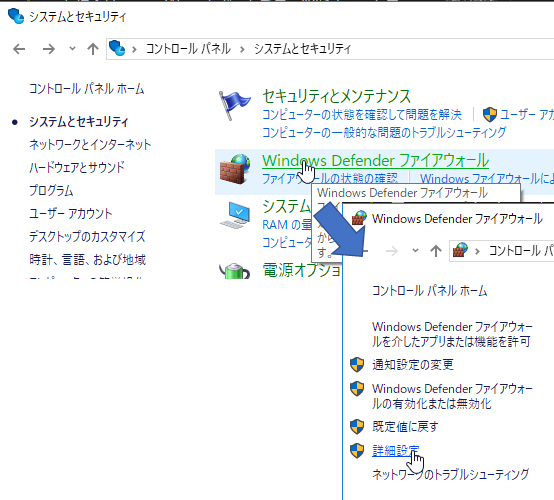 システムとセキュリティ
コントロール パネル › システムとセキュリティ
コントロール パネル ホーム
システムとセキュリティ
ネットワークとインターネット
ハードウェアとサウンド
プログラム
ユーザー アカウント
デスクトップのカスタマイズ
時計、言語、および地域
セキュリティとメンテナンス
コンピューターの状態を確認して問題を解決
ユーザー アカ
コンピューターの一般的な問題のトラブルシューティング
Windows Defender ファイアウォール
ファイアウォールの状態の確認
Windows ファイアウォールによ
Windows Defender ファイアウォール
システム
RAM の量
コンピュータ
から
す。
電源オプショ
Windows Defender ファイアウォール
コントロール パ
コントロール パネル ホーム
Windows Defender ファイアウォー
ルを介したアプリまたは機能を許可
通知設定の変更
Windows Defender ファイアウォー
ルの有効化または無効化
既定値に戻す
詳細設定
ネットワークのトラブルシューティング